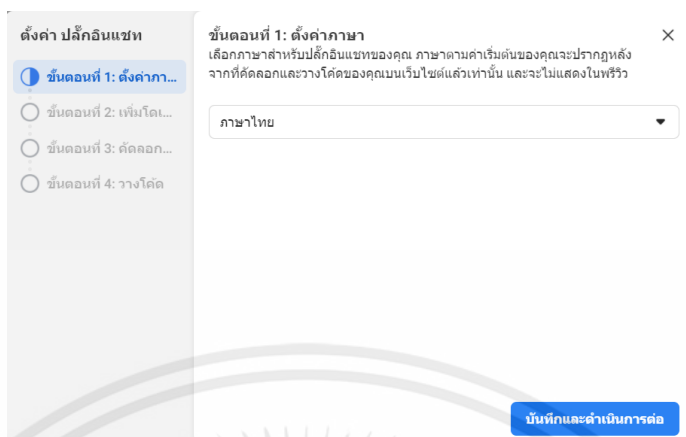 ตั้งค่า ปลั๊กอินแชท
ขั้นตอนที่ 1: ตั้งค่าภา...
ขั้นตอนที่ 2: เพิ่มโดเ...
ขั้นตอนที่ 3: คัดลอก...
ขั้นตอนที่ 4: วางโค้ด
ขั้นตอนที่ 1: ตั้งค่าภาษา
เลือกภาษาสำหรับปลั๊กอินแชทของคุณ ภาษาตามค่าเริ่มต้นของคุณจะปรากฏหลัง
จากที่คัดลอกและวางโค้ดของคุณบนเว็บไซต์แล้วเท่านั้น และจะไม่แสดงในพรีวิว
ภาษาไทย
บันทึกและดำเนินการต่อ